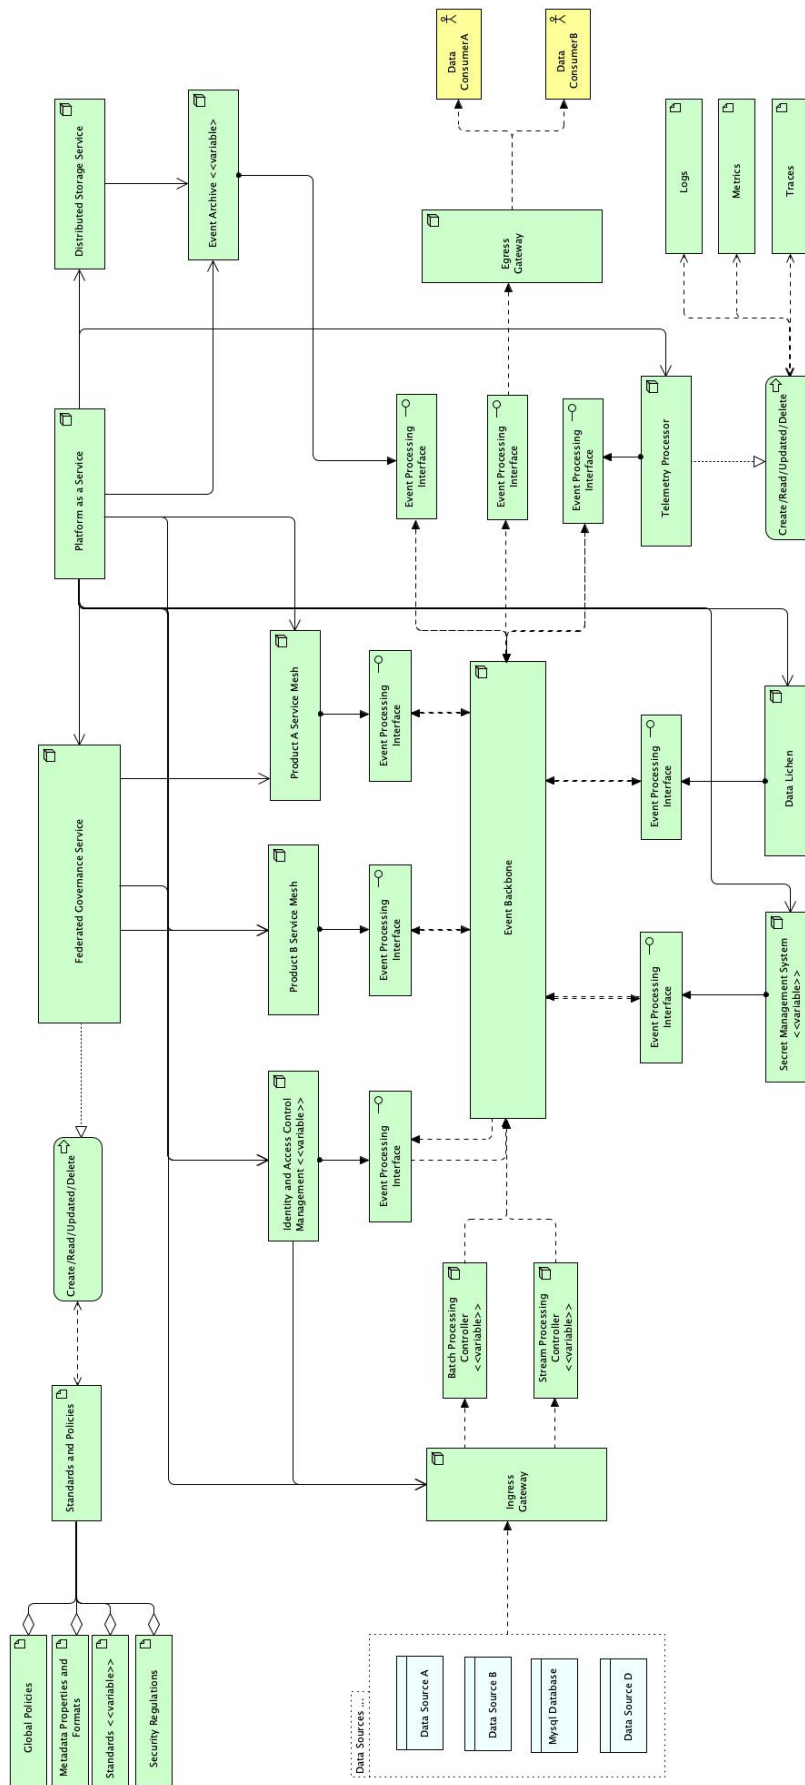 Global Policies
Metadata Properties and
Formats
Standards <<variable>>
Security Regulations
Standards and Policies
Create/Read/Updated/Delete
Federated Governance Service
Platform as a Service
Distributed Storage Service
Event Archive <<variable>
Identity and Access Control
Management <<variable>>
Product B Service Mesh
Product A Service Mesh
Event Processing
Interface
Event Processing
Interface
Event Processing
Interface
Event Processing
Interface
Data Sources ...
Data Source A
Data Source B
Mysql Database
Data Source D
Ingress
Gateway
Batch Processing
Controller
<<variable>>
Stream Processing
Controller
<<variable>>
Event Backbone
Event Processing
Interface
Event Processing
Interface
Egress
Gateway
Data
ConsumerA
Data
ConsumerB
Event Processing
Interface
Event Processing
Interface
Telemetry Processor
Secret Management System
<<variable>>
Data Lichen
Create/Read/Updated/Delete
Logs
Metrics
Traces